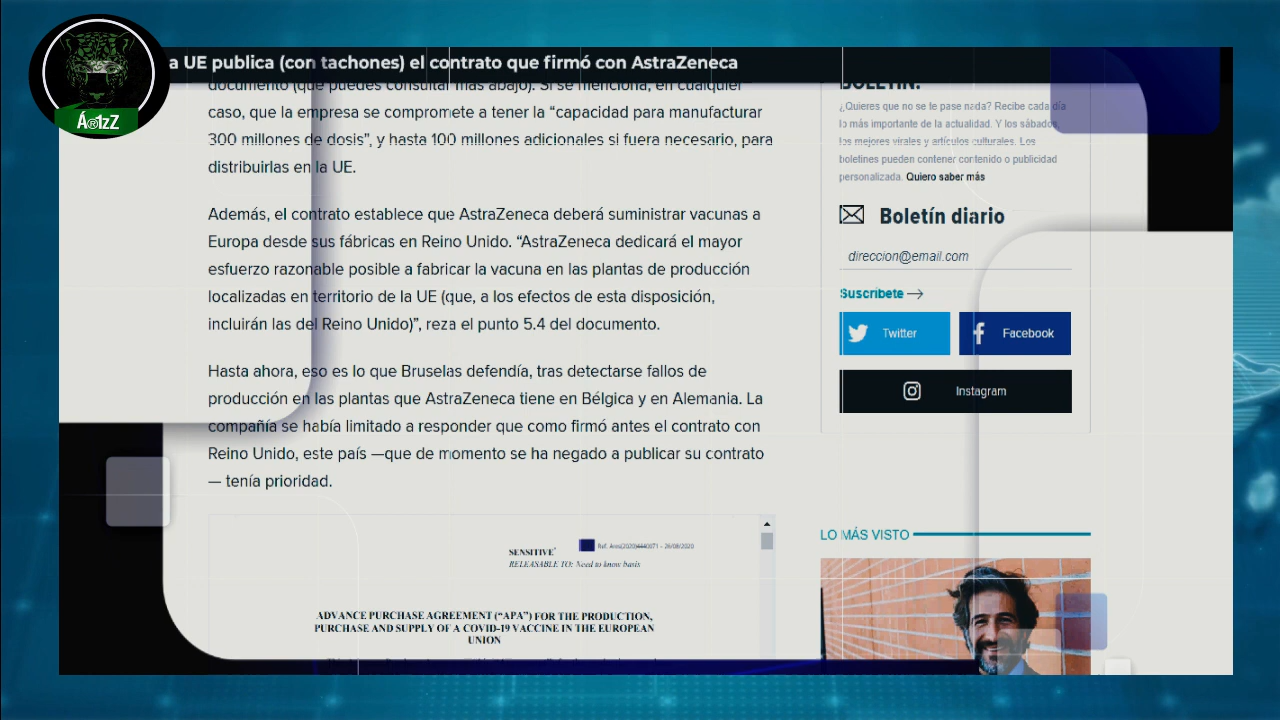 a UE publica (con tachones) el contrato que firmó con AstraZeneca
documento (que puedes consultar más abajo). Sí se menciona, en cualquier
caso, que la empresa se compromete a tener la “capacidad para manufacturar
300 millones de dosis”, y hasta 100 millones adicionales si fuera necesario, para
distribuirlas en la UE.
Además, el contrato establece que AstraZeneca deberá suministrar vacunas a
Europa desde sus fábricas en Reino Unido. “AstraZeneca dedicará el mayor
esfuerzo razonable posible a fabricar la vacuna en las plantas de producción
localizadas en territorio de la UE (que, a los efectos de esta disposición,
incluirán las del Reino Unido)”, reza el punto 5.4 del documento.
Hasta ahora, eso es lo que Bruselas defendía, tras detectarse fallos de
producción en las plantas que AstraZeneca tiene en Bélgica y en Alemania. La
compañía se había limitado a responder que como firmó antes el contrato con
Reino Unido, este país —que de momento se ha negado a publicar su contrato
— tenía prioridad.
SENSITIVE*
Ref. Ares(2020)4440071 - 26/08/2020
RELEASABLE TO: Need to know basis
ADVANCE PURCHASE AGREEMENT (“APA”) FOR THE PRODUCTION,
PURCHASE AND SUPPLY OF A COVID-19 VACCINE IN THE EUROPEAN
UNION
BOLETÍN.
¿Quieres que no se te pase nada? Recibe cada día
lo más importante de la actualidad. Y los sábados,
los mejores virales y artículos culturales. Los
boletines pueden contener contenido o publicidad
personalizada. Quiero saber más
Boletín diario
direccion@email.com
Suscríbete
Twitter
Facebook
Instagram
LO MÁS VISTO
Á®1zZ